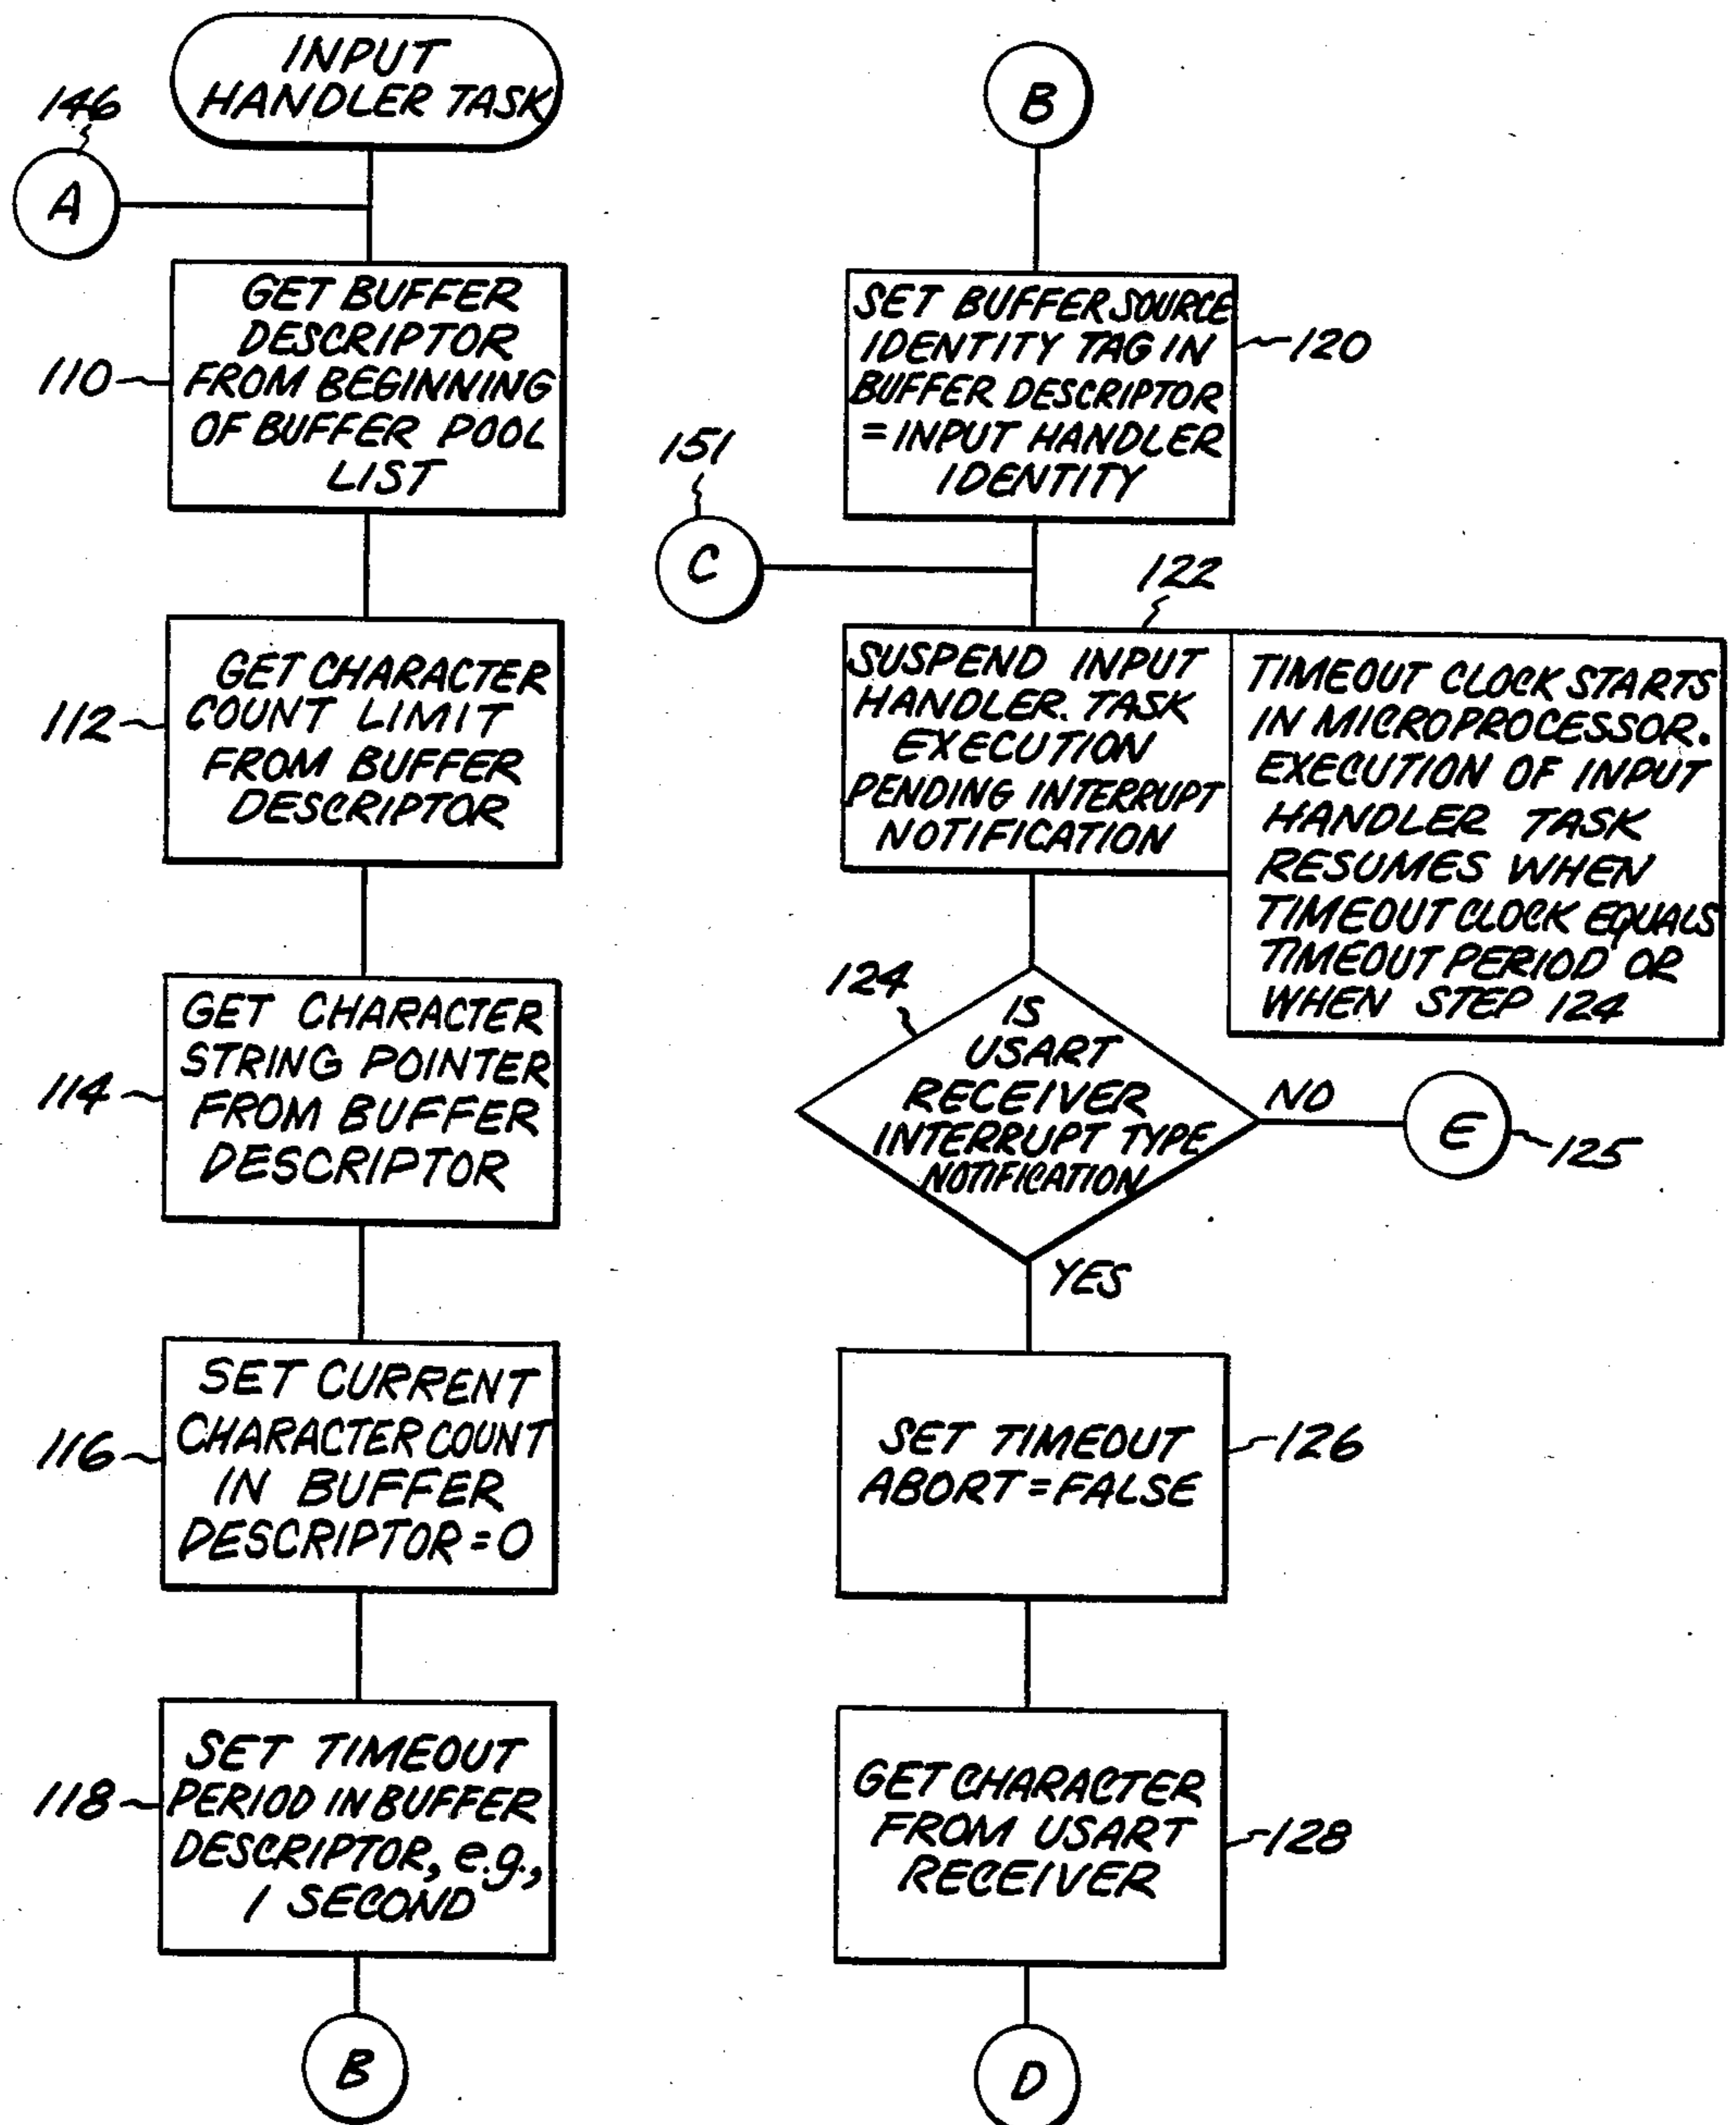 INPUT
HANDLER TASK
146
A
110
GET BUFFER
DESCRIPTOR
FROM BEGINNING
OF BUFFER POOL
LIST
112
GET CHARACTER
COUNT LIMIT
FROM BUFFER
DESCRIPTOR
114
GET CHARACTER
STRING POINTER
FROM BUFFER
DESCRIPTOR
116
SET CURRENT
CHARACTER COUNT
IN BUFFER
DESCRIPTOR = 0
118
SET TIMEOUT
PERIOD IN BUFFER
DESCRIPTOR, e.g.,
1 SECOND
B
B
SET BUFFER SOURCE
IDENTITY TAG IN
BUFFER DESCRIPTOR
= INPUT HANDLER
IDENTITY
120
151
C
122
SUSPEND INPUT
HANDLER. TASK
EXECUTION
PENDING INTERRUPT
NOTIFICATION
TIMEOUT CLOCK STARTS
IN MICROPROCESSOR.
EXECUTION OF INPUT
HANDLER TASK
RESUMES WHEN
TIMEOUT CLOCK EQUALS
TIMEOUT PERIOD OR
WHEN STEP 124
124
IS
USART
RECEIVER
INTERRUPT TYPE
NOTIFICATION
NO
E
125
YES
SET TIMEOUT
ABORT = FALSE
126
GET CHARACTER
FROM USART
RECEIVER
128
D